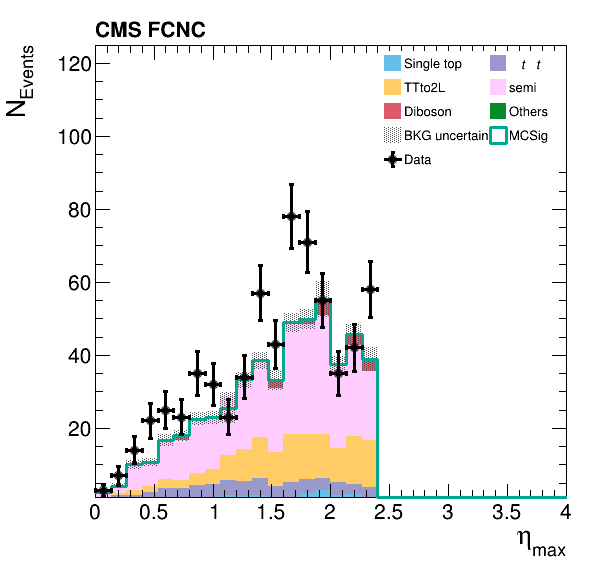 CMS FCNC
N_Events
120
100
80
60
40
20
0 0.5 1 1.5 2 2.5 3 3.5 4
η_max
Single top t t
TTto2L semi
Diboson Others
BKG uncertain MCSig
Data